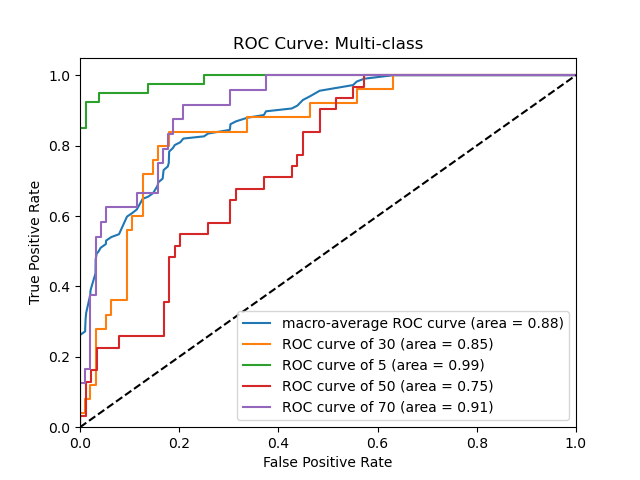 ROC Curve: Multi-class
True Positive Rate
1.0
0.8
0.6
0.4
0.2
0.0
macro-average ROC curve (area = 0.88)
ROC curve of 30 (area = 0.85)
ROC curve of 5 (area = 0.99)
ROC curve of 50 (area = 0.75)
ROC curve of 70 (area = 0.91)
0.0 0.2 0.4 0.6 0.8 1.0
False Positive Rate